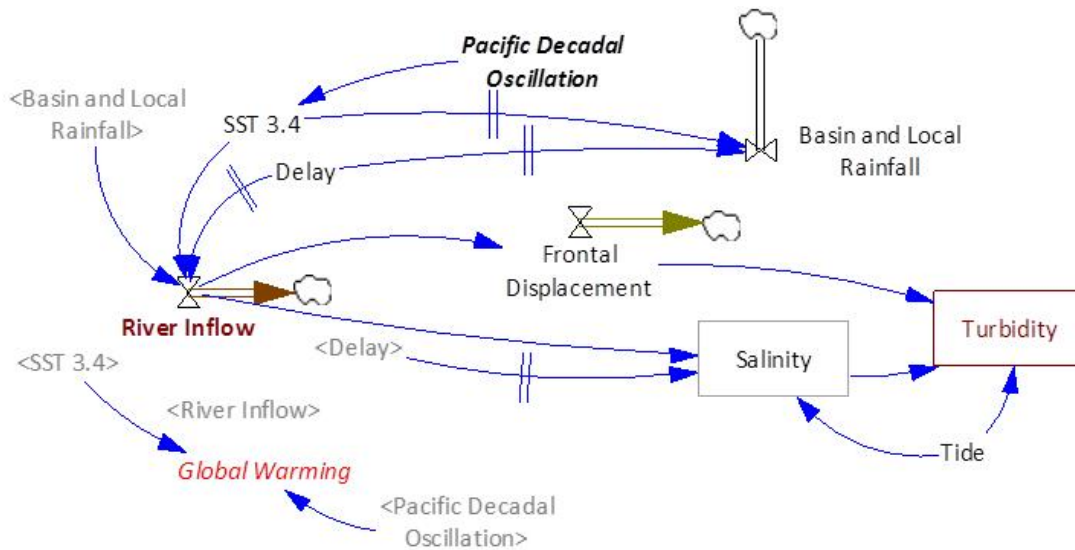 Pacific Decadal
Oscillation
<Basin and Local
Rainfall>
SST 3.4
Delay
Basin and Local
Rainfall
Frontal
Displacement
River Inflow
<Delay>
Salinity
Turbidity
<SST 3.4>
<River Inflow>
Global Warming
Tide
<Pacific Decadal
Oscillation>